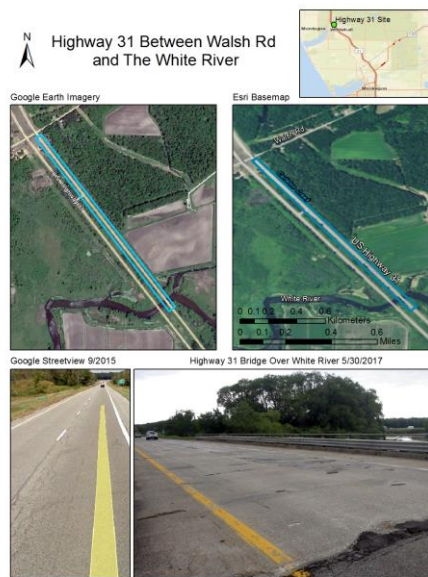 N
Highway 31 Between Walsh Rd
and The White River
Highway 31 Site
Whitehall
Muskegon
Google Earth Imagery
Esri Basemap
Walsh Rd
US Highway 31
White River
0 0.1 0.2 0.4 0.6
Kilometers
0 0.1 0.2 0.4 0.6
Miles
Google Streetview 9/2015
Highway 31 Bridge Over White River 5/30/2017